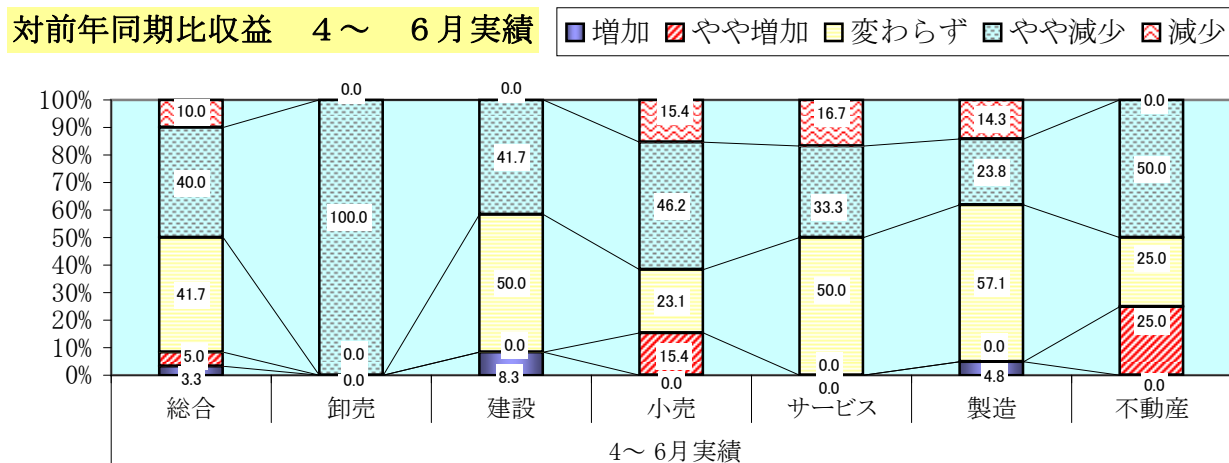 対前年同期比収益　４～　６月実績
増加 やや増加 変わらず やや減少 減少
100% 10.0 0.0 0.0 15.4 16.7 14.3 0.0
90%
80%
70% 40.0 41.7 23.8 50.0
60% 100.0 46.2 33.3
50%
40% 25.0
30% 41.7 50.0 23.1 50.0 57.1
20% 25.0
10% 5.0 0.0 0.0 15.4 0.0 0.0
0% 3.3 0.0 8.3 0.0 0.0 4.8 0.0
総合 卸売 建設 小売 サービス 製造 不動産
4～ 6月実績